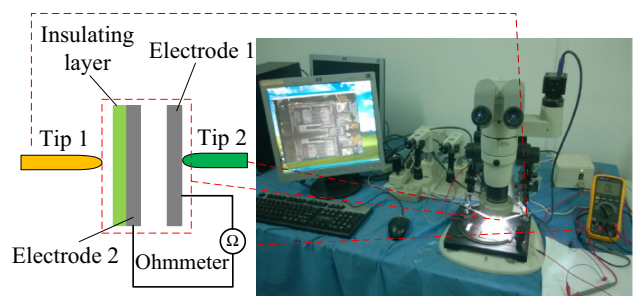 Insulating
layer
Electrode 1
Tip 1
Tip 2
Electrode 2
Ohmmeter
Ω